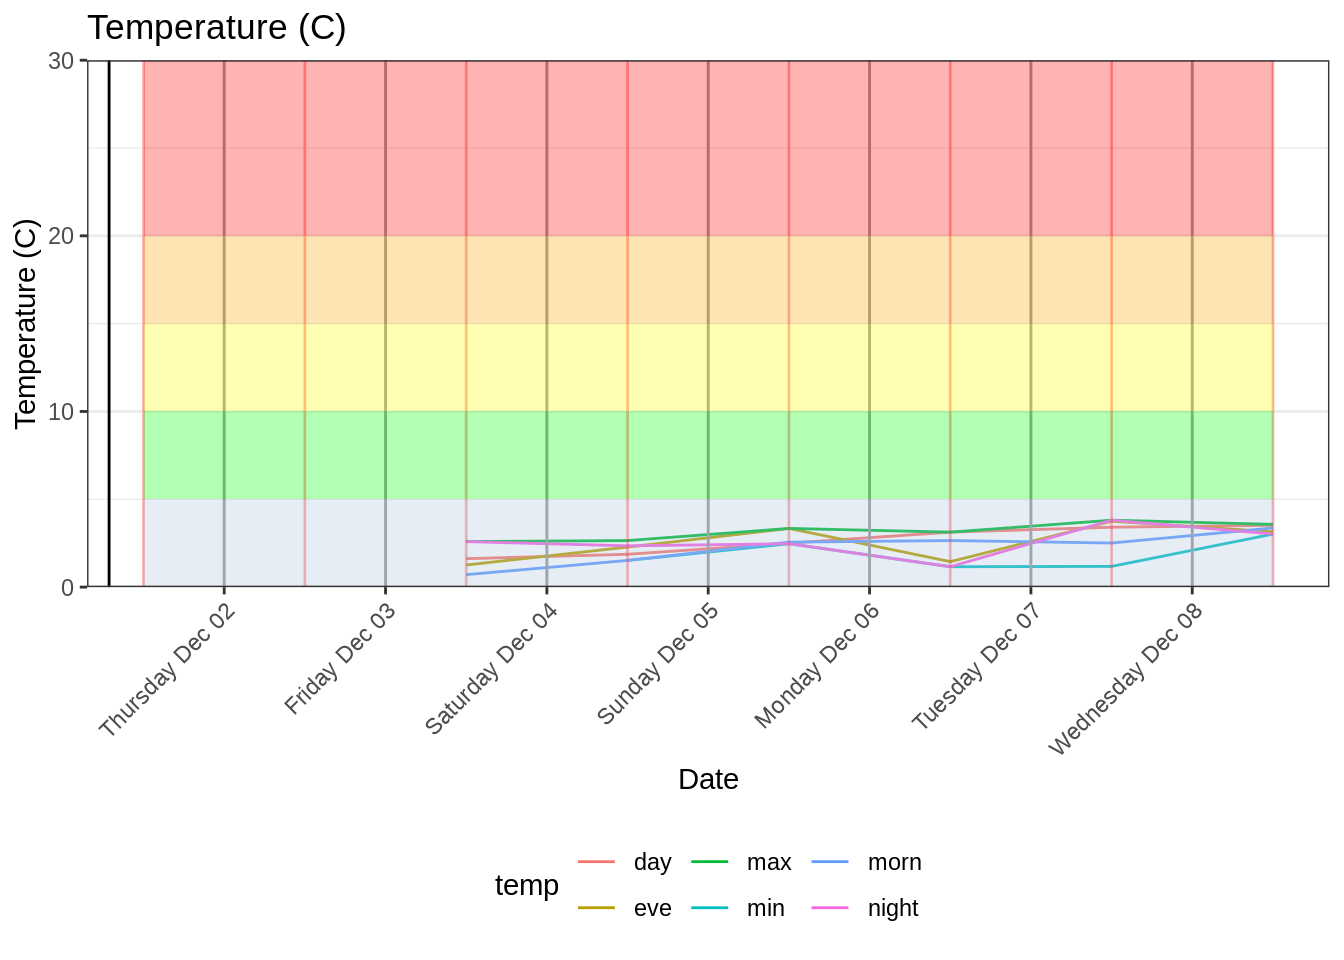 Temperature (C)
30
20
10
0
Temperature (C)
Thursday Dec 02
Friday Dec 03
Saturday Dec 04
Sunday Dec 05
Monday Dec 06
Tuesday Dec 07
Wednesday Dec 08
Date
temp
day max morn
eve min night